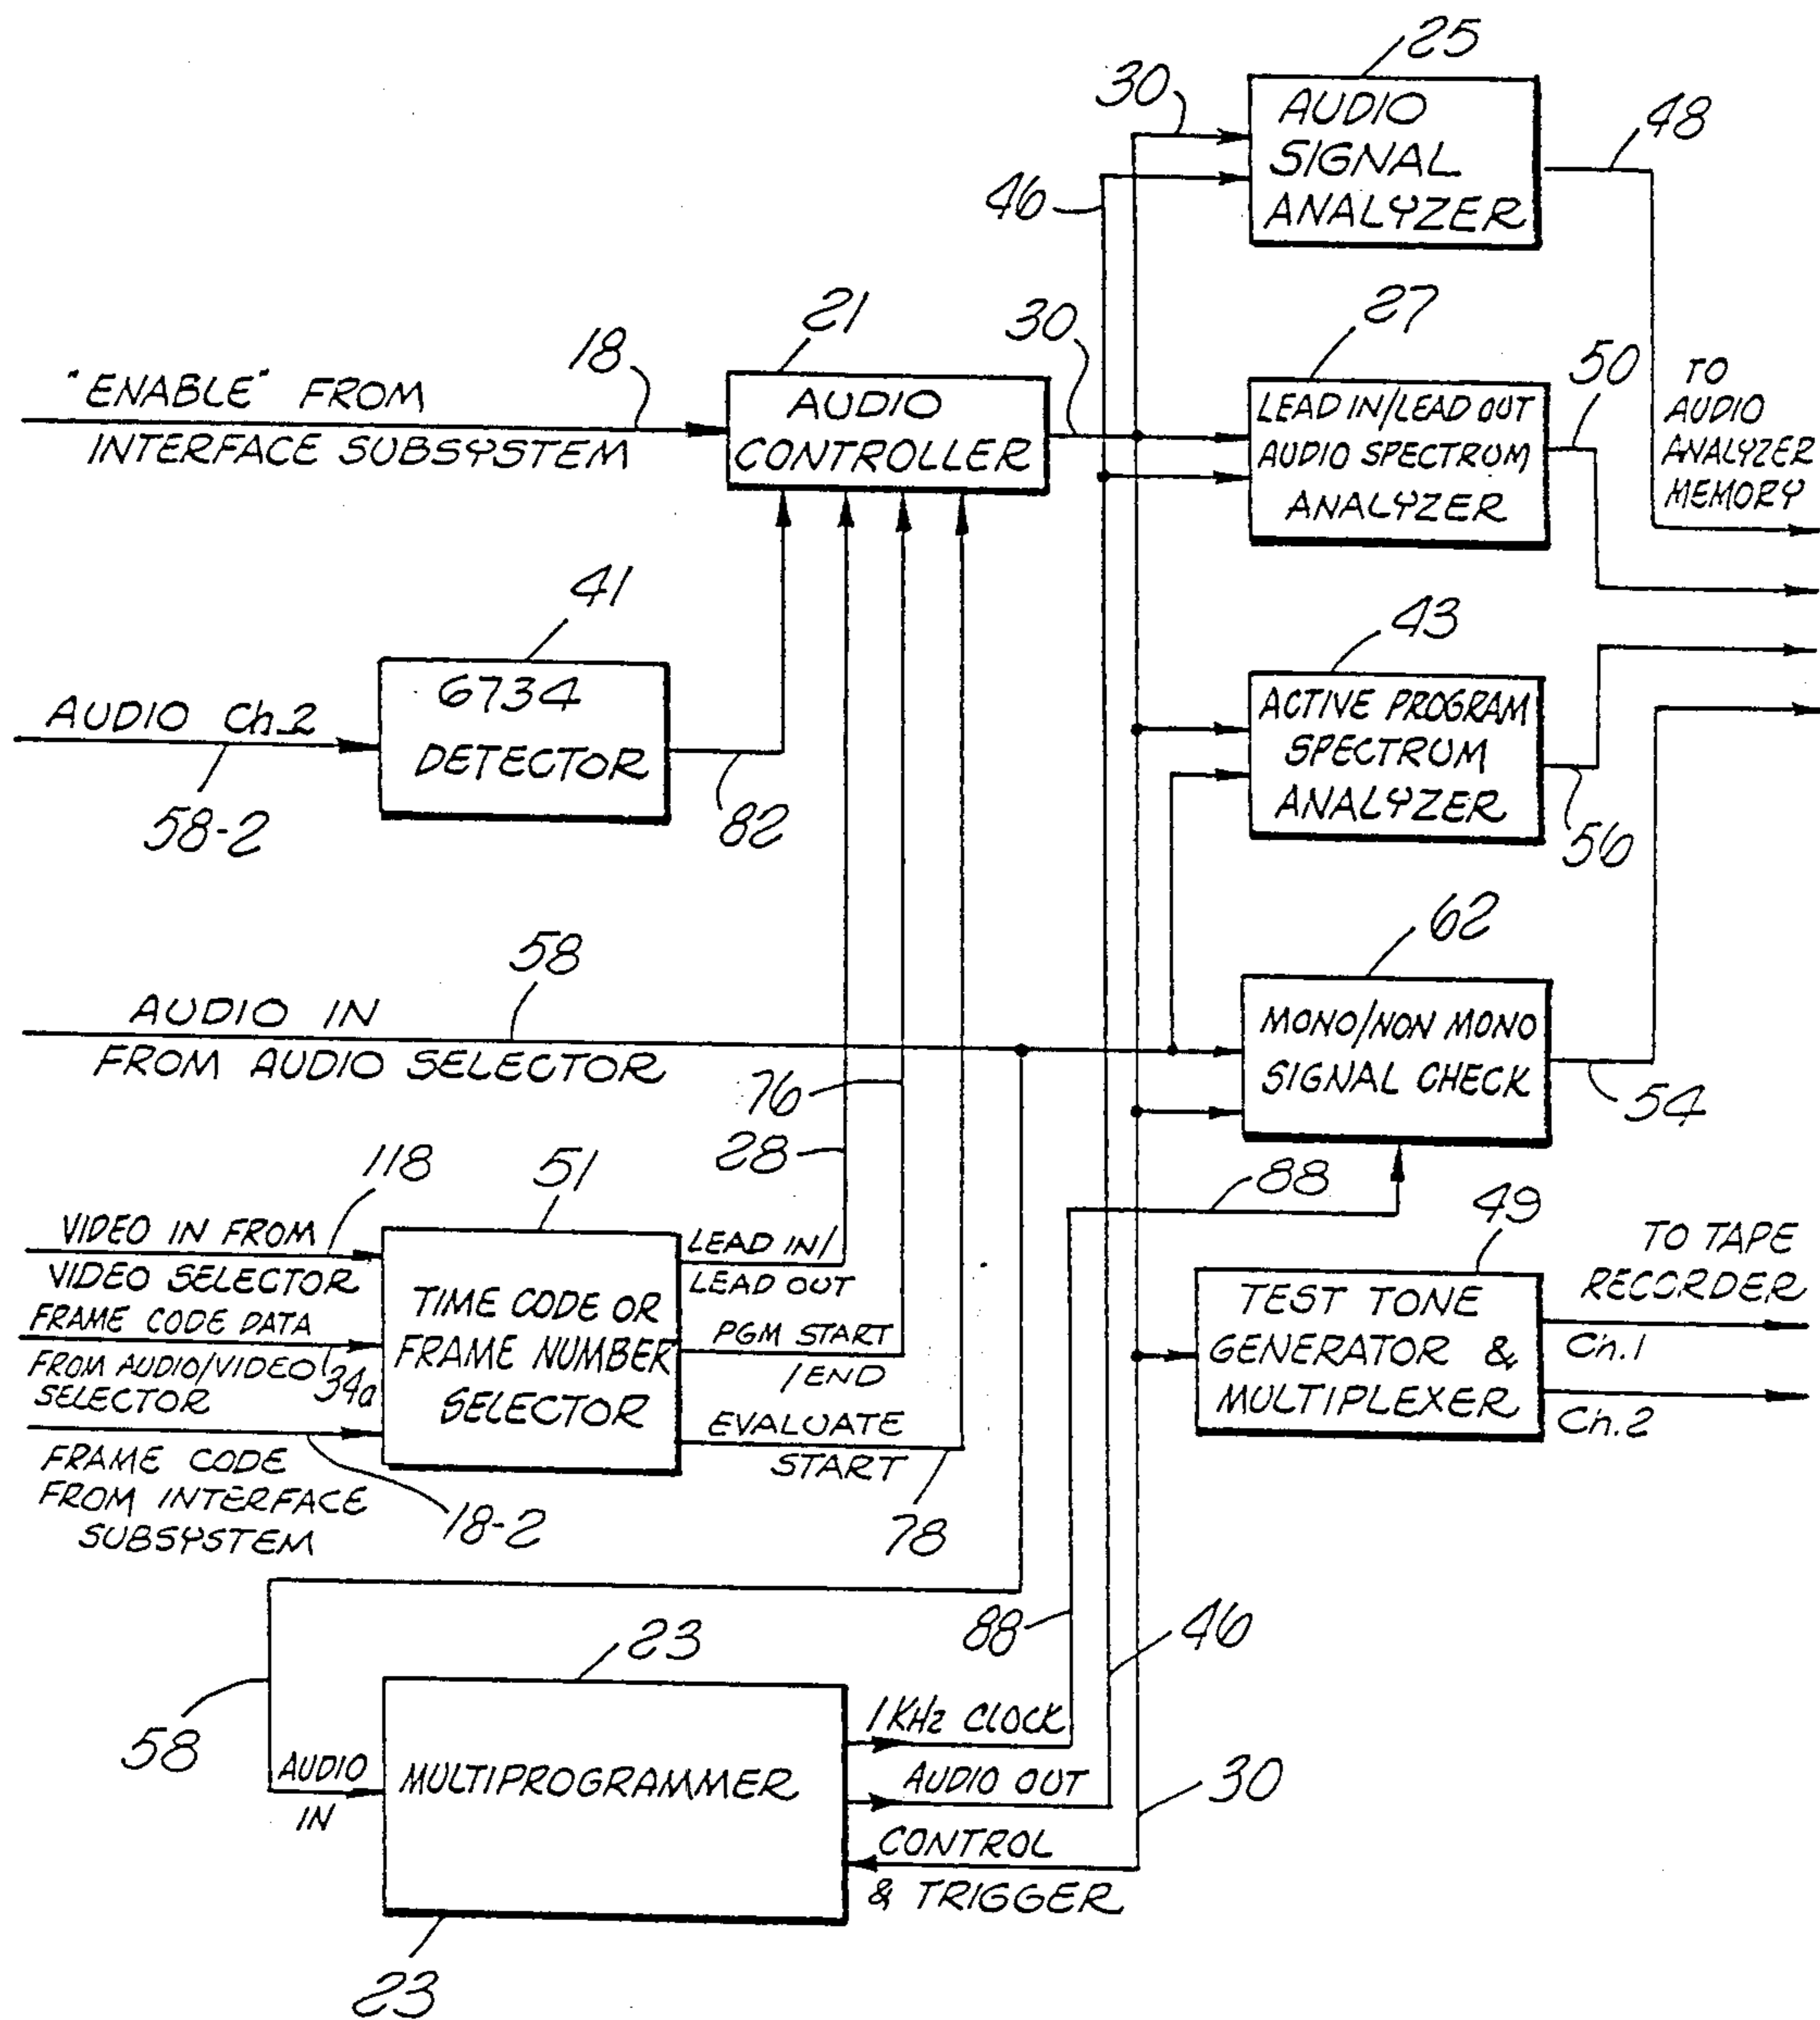 25
30
AUDIO
SIGNAL
ANALYZER
48
46
21
30
27
"ENABLE" FROM
INTERFACE SUBSYSTEM
18
AUDIO
CONTROLLER
LEAD IN/LEAD OUT
AUDIO SPECTRUM
ANALYZER
50
TO
AUDIO
ANALYZER
MEMORY
41
43
AUDIO Ch.2
58-2
6734
DETECTOR
82
ACTIVE PROGRAM
SPECTRUM
ANALYZER
56
58
62
AUDIO IN
FROM AUDIO SELECTOR
MONO/NON MONO
SIGNAL CHECK
54
76
28
88
118
51
49
VIDEO IN FROM
VIDEO SELECTOR
FRAME CODE DATA
FROM AUDIO/VIDEO
SELECTOR
34a
FRAME CODE
FROM INTERFACE
SUBSYSTEM
18-2
TIME CODE OR
FRAME NUMBER
SELECTOR
LEAD IN/
LEAD OUT
PGM START
/END
EVALUATE
START
78
TEST TONE
GENERATOR &
MULTIPLEXER
TO TAPE
RECORDER
Ch.1
Ch.2
88
46
23
58
AUDIO
IN
MULTIPROGRAMMER
1KHz CLOCK
AUDIO OUT
CONTROL
& TRIGGER
30
23